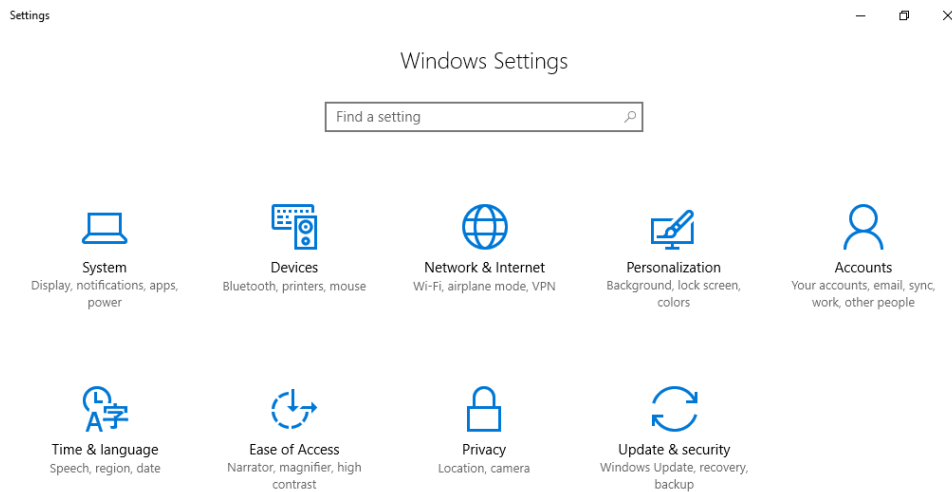 Settings
Windows Settings
Find a setting
System
Display, notifications, apps,
power
Devices
Bluetooth, printers, mouse
Network & Internet
Wi-Fi, airplane mode, VPN
Personalization
Background, lock screen,
colors
Accounts
Your accounts, email, sync,
work, other people
A字
Time & language
Speech, region, date
Ease of Access
Narrator, magnifier, high
contrast
Privacy
Location, camera
Update & security
Windows Update, recovery,
backup